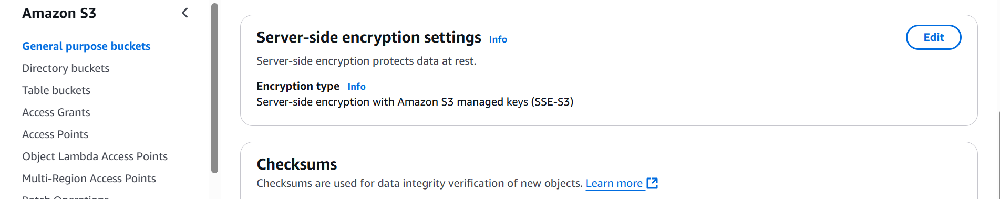 Amazon S3
General purpose buckets
Directory buckets
Table buckets
Access Grants
Access Points
Object Lambda Access Points
Multi-Region Access Points
Server-side encryption settings Info
Edit
Server-side encryption protects data at rest.
Encryption type Info
Server-side encryption with Amazon S3 managed keys (SSE-S3)
Checksums
Checksums are used for data integrity verification of new objects. Learn more